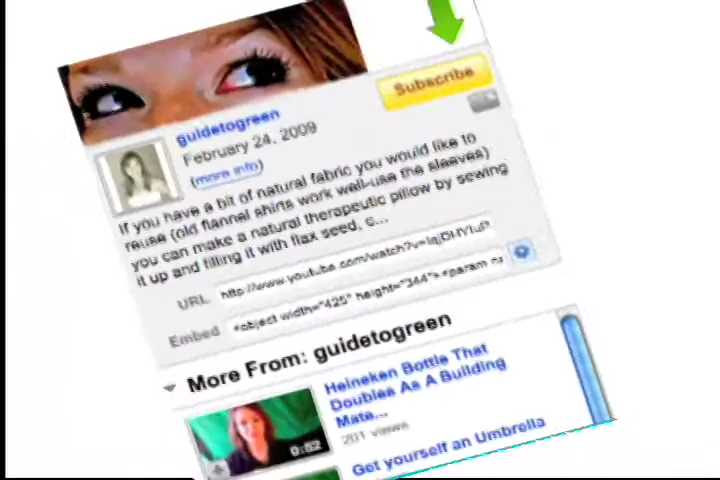 Subscribe
guidetogreen
February 24, 2009
(more info)
If you have a bit of natural fabric you would like to
reuse (old flannel shirts work well-use the sleeves)
you can make a natural therapeutic pillow by sewing
it up and filling it with flax seed, c...
URL http://www.youtube.com/watch?v=
Embed <object width="425" height="344"><param
More From: guidetogreen
Heineken Bottle That
Doubles As A Building
Mate...
201 views
0:52
Get yourself an Umbrella